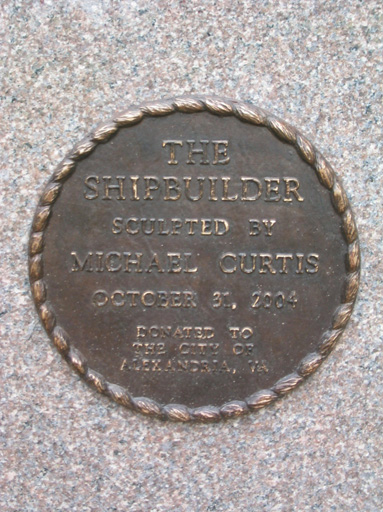 THE
SHIPBUILDER
SCULPTED BY
MICHAEL CURTIS
OCTOBER 31, 2004
DONATED TO
THE CITY OF
ALEXANDRIA, VA